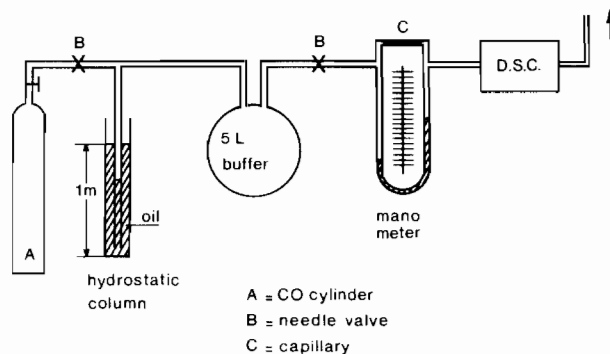 B
B
C
D.S.C.
5 L
buffer
1m
oil
A
mano
meter
hydrostatic
column
A = CO cylinder
B = needle valve
C = capillary